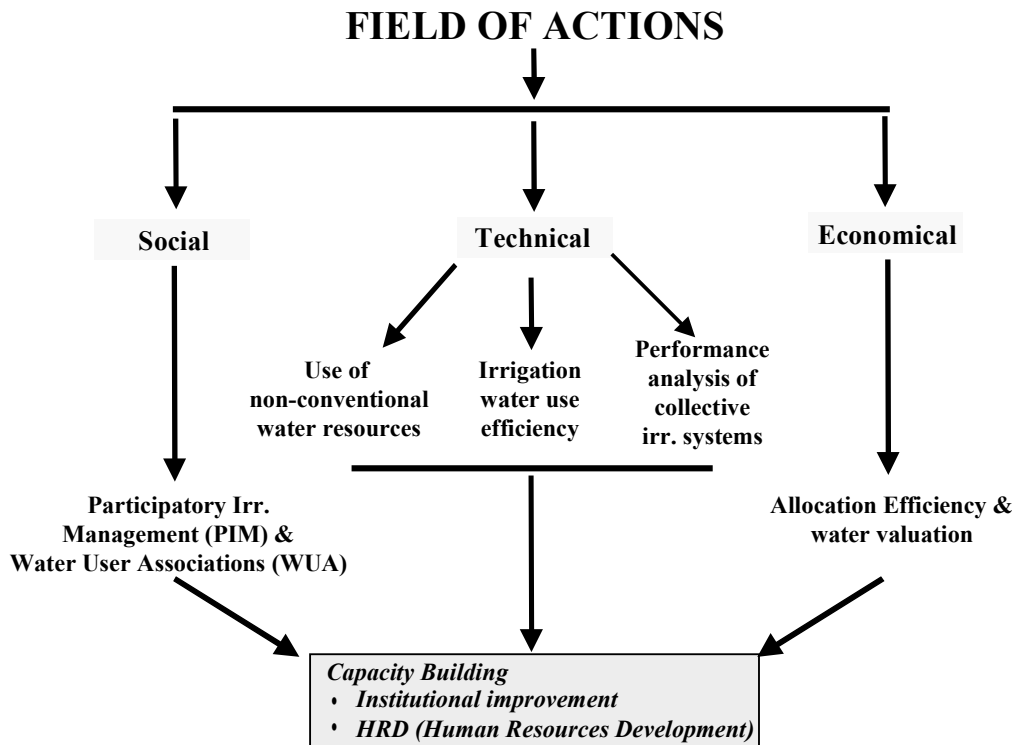 FIELD OF ACTIONS
Social
Technical
Economical
Use of
non-conventional
water resources
Irrigation
water use
efficiency
Performance
analysis of
collective
irr. systems
Participatory Irr.
Management (PIM) &
Water User Associations (WUA)
Allocation Efficiency &
water valuation
Capacity Building
• Institutional improvement
• HRD (Human Resources Development)